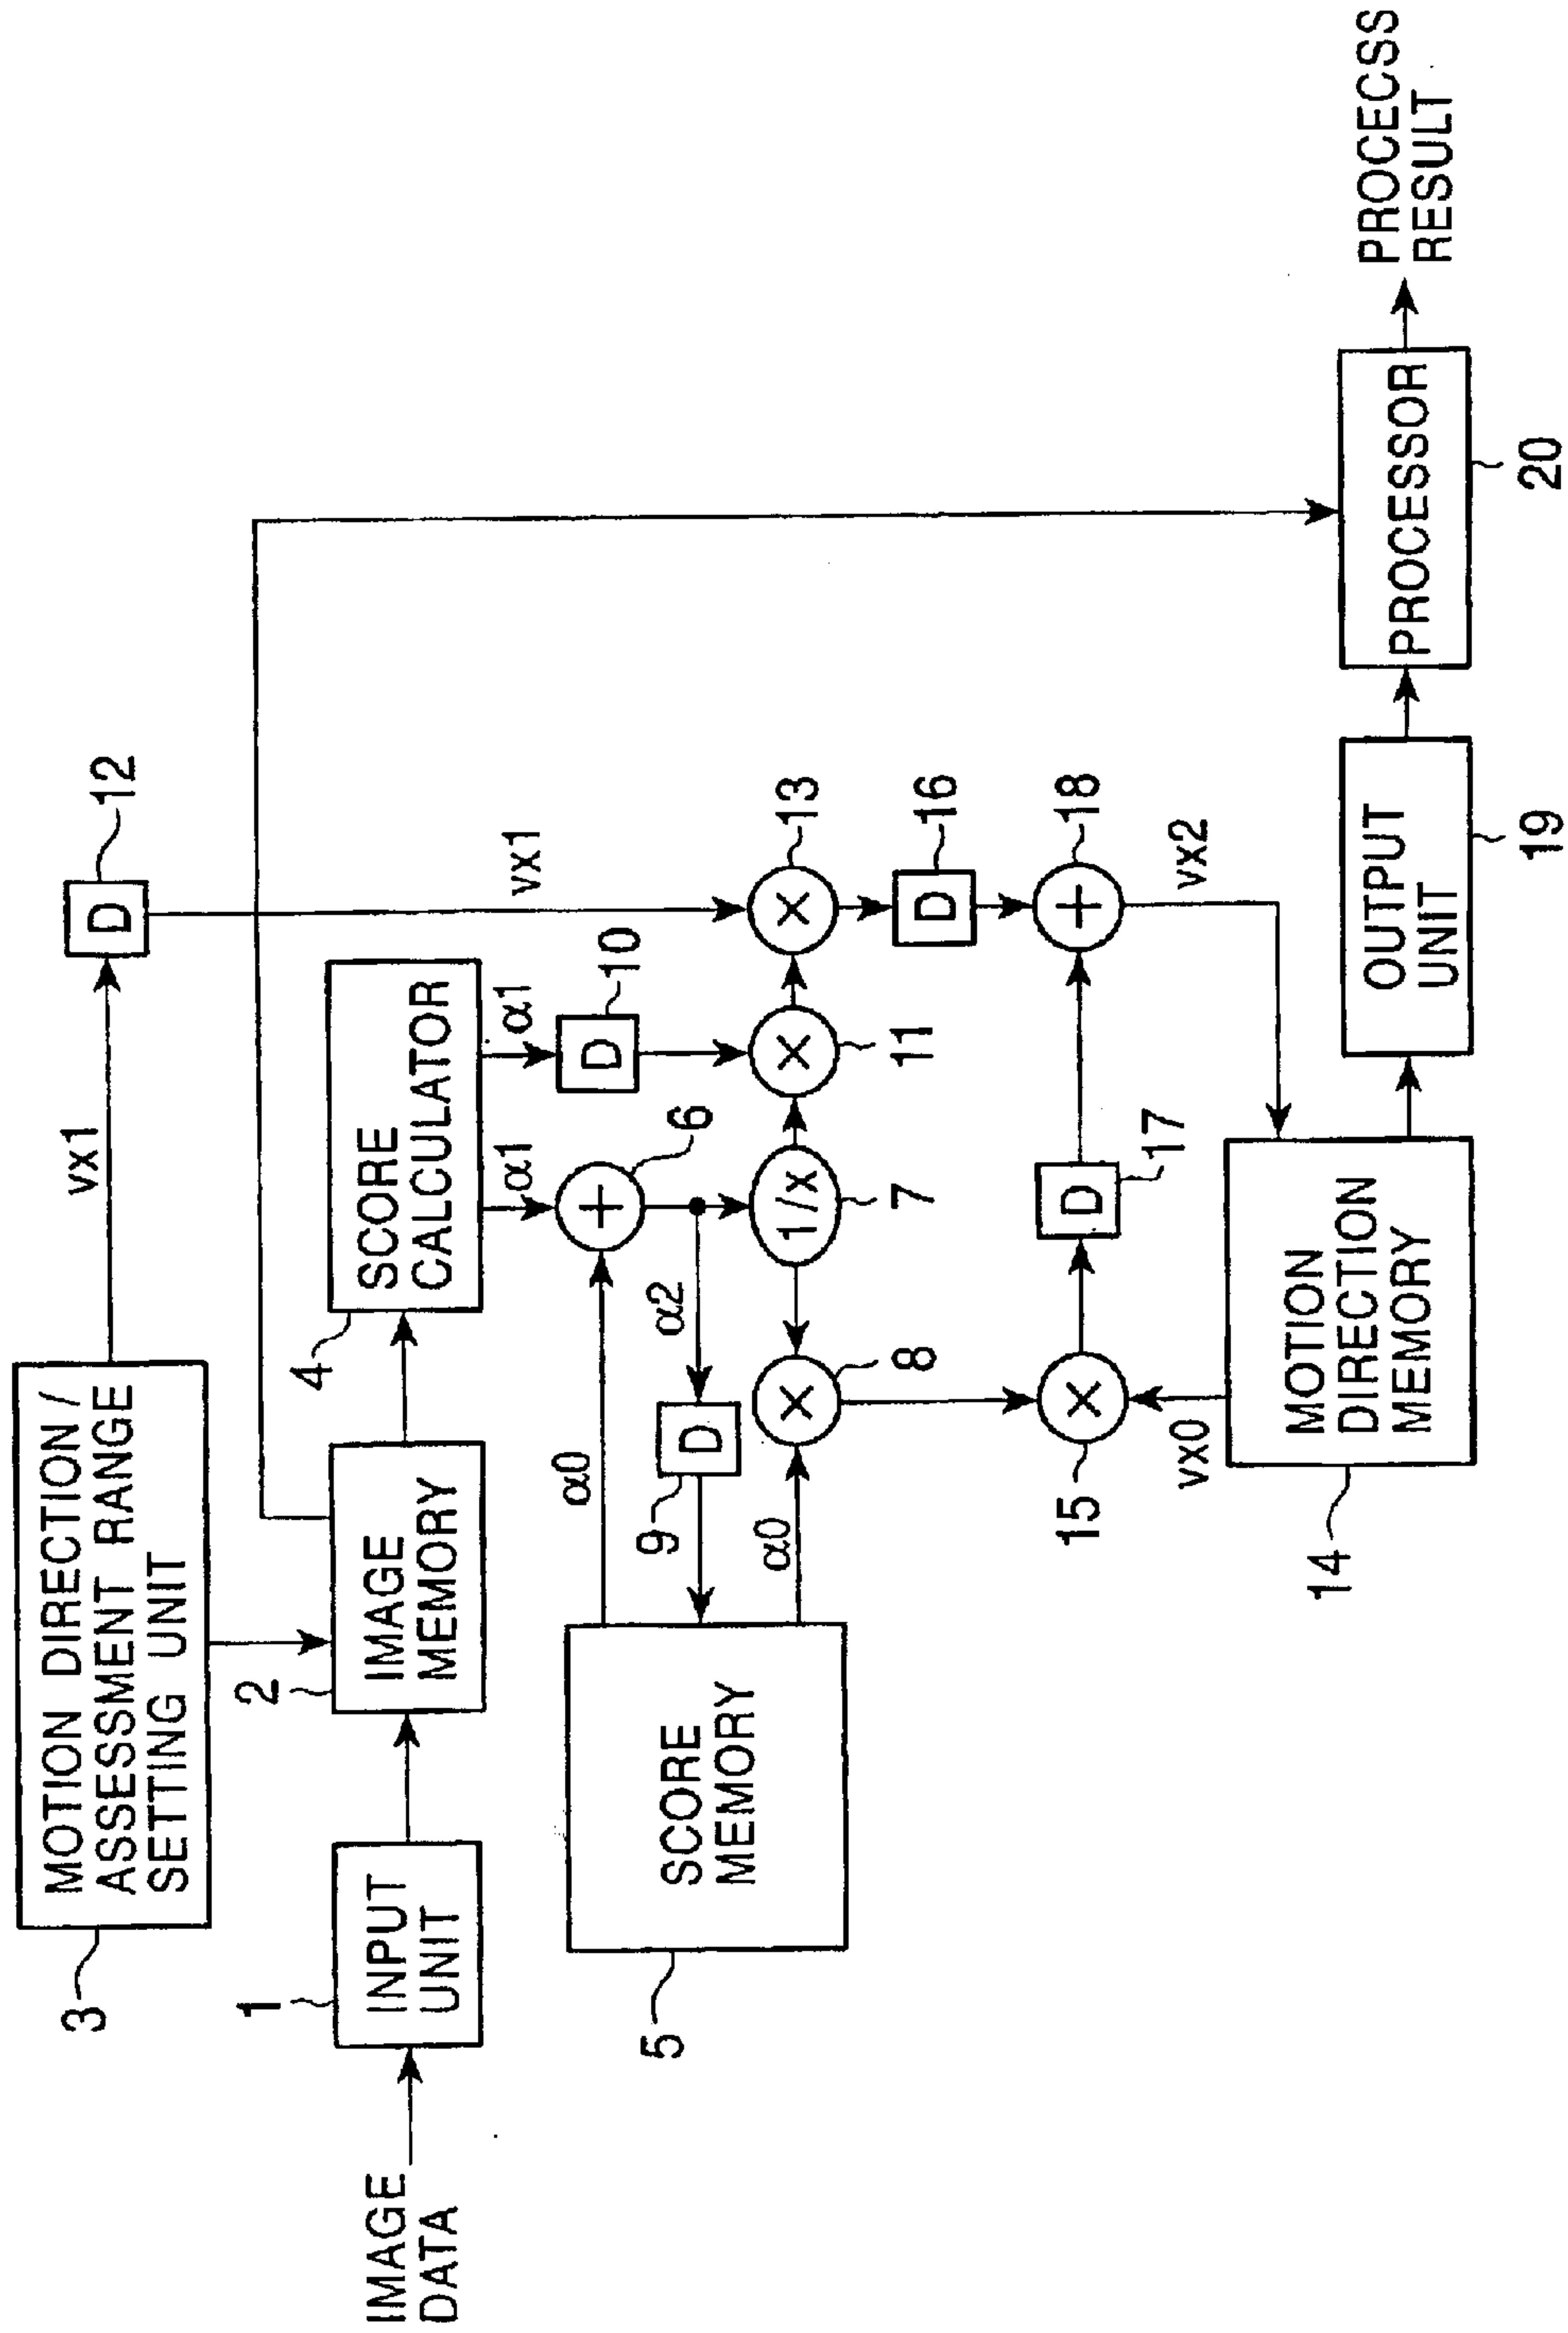 MOTION DIRECTION /
ASSESSMENT RANGE
SETTING UNIT
3
vx1
D
12
IMAGE
DATA
1
INPUT
UNIT
2
IMAGE
MEMORY
4
SCORE
CALCULATOR
α1
α1
D
10
vx1
α0
+
6
5
SCORE
MEMORY
α2
9
D
α0
×
8
1/x
7
×
11
×
13
D
16
15
×
D
17
+
18
vx0
vx2
14
MOTION
DIRECTION
MEMORY
OUTPUT
UNIT
19
PROCESSOR
20
PROCECSS
RESULT